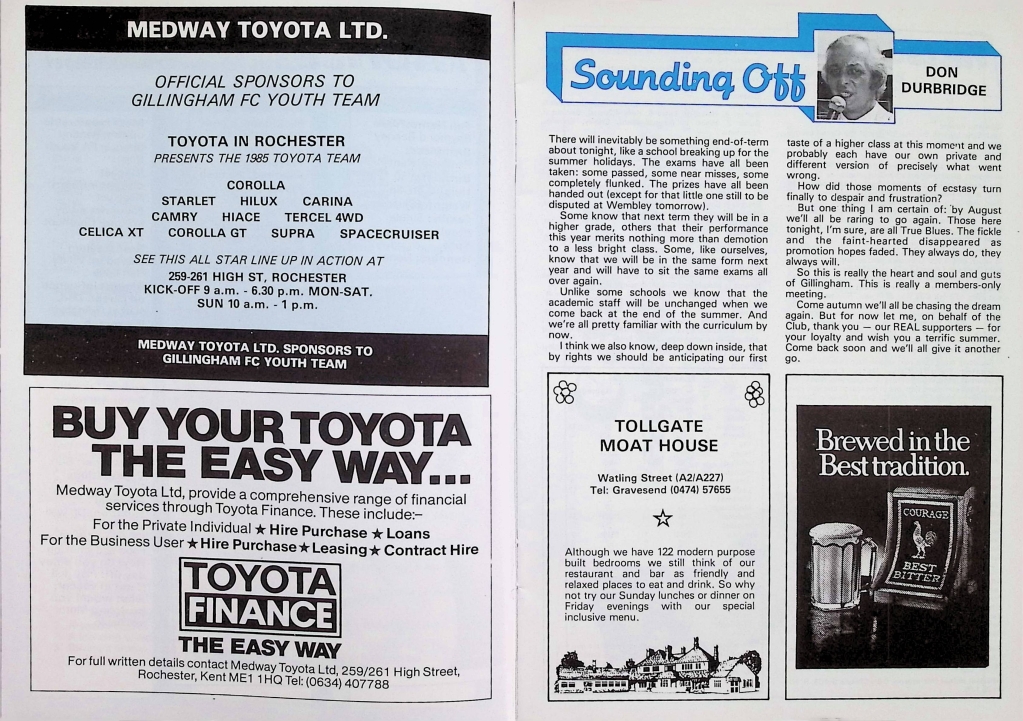 MEDWAY TOYOTA LTD.
OFFICIAL SPONSORS TO
GILLINGHAM FC YOUTH TEAM
TOYOTA IN ROCHESTER
PRESENTS THE 1985 TOYOTA TEAM
COROLLA
STARLET HILUX CARINA
CAMRY HIACE TERCEL 4WD
CELICA XT COROLLA GT SUPRA SPACECRUISER
SEE THIS ALL STAR LINE UP IN ACTION AT
259-261 HIGH ST, ROCHESTER
KICK-OFF 9 a.m. - 6.30 p.m. MON-SAT.
SUN 10 a.m. - 1 p.m.
MEDWAY TOYOTA LTD. SPONSORS TO
GILLINGHAM FC YOUTH TEAM
BUY YOUR TOYOTA
THE EASY WAY...
Medway Toyota Ltd, provide a comprehensive range of financial
services through Toyota Finance. These include:–
For the Private Individual ★ Hire Purchase ★ Loans
For the Business User ★ Hire Purchase ★ Leasing ★ Contract Hire
TOYOTA
FINANCE
THE EASY WAY
For full written details contact Medway Toyota Ltd, 259/261 High Street,
Rochester, Kent ME1 1HQ Tel: (0634) 407788
Sounding Off
DON
DURBRIDGE
There will inevitably be something end-of-term
about tonight, like a school breaking up for the
summer holidays. The exams have all been
taken: some passed, some near misses, some
completely flunked. The prizes have all been
handed out (except for that little one still to be
disputed at Wembley tomorrow).
Some know that next term they will be in a
higher grade, others that their performance
this year merits nothing more than demotion
to a less bright class. Some, like ourselves,
know that we will be in the same form next
year and will have to sit the same exams all
over again.
Unlike some schools we know that the
academic staff will be unchanged when we
come back at the end of the summer. And
we're all pretty familiar with the curriculum by
now.
I think we also know, deep down inside, that
by rights we should be anticipating our first
taste of a higher class at this moment and we
probably each have our own private and
different version of precisely what went
wrong.
How did those moments of ecstasy turn
finally to despair and frustration?
But one thing I am certain of: by August
we'll all be raring to go again. Those here
tonight, I'm sure, are all True Blues. The fickle
and the faint-hearted disappeared as
promotion hopes faded. They always do, they
always will.
So this is really the heart and soul and guts
of Gillingham. This is really a members-only
meeting.
Come autumn we'll all be chasing the dream
again. But for now let me, on behalf of the
Club, thank you — our REAL supporters — for
your loyalty and wish you a terrific summer.
Come back soon and we'll all give it another
go.
TOLLGATE
MOAT HOUSE
Watling Street (A2/A227)
Tel: Gravesend (0474) 57655
Although we have 122 modern purpose
built bedrooms we still think of our
restaurant and bar as friendly and
relaxed places to eat and drink. So why
not try our Sunday lunches or dinner on
Friday evenings with our special
inclusive menu.
Brewed in the
Best tradition.
COURAGE
BEST
BITTER